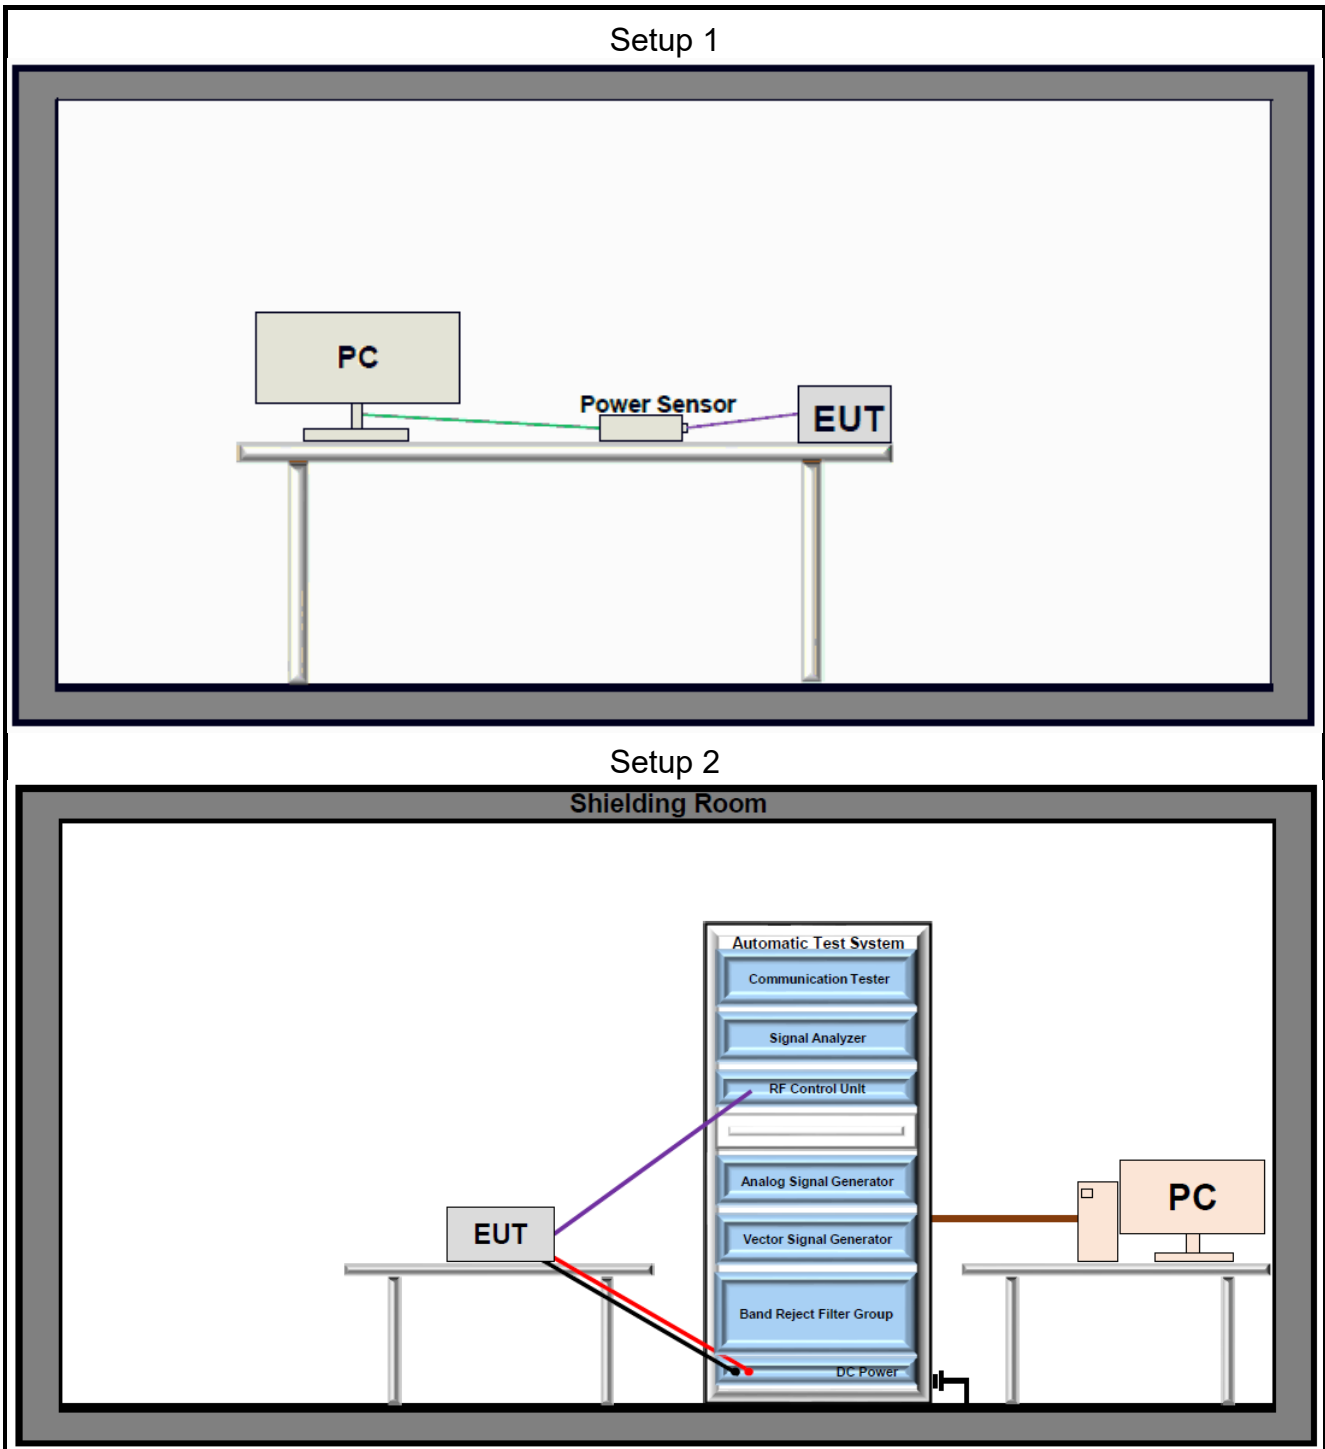 Setup 1
PC
Power Sensor
EUT
Setup 2
Shielding Room
Automatic Test System
Communication Tester
Signal Analyzer
RF Control Unit
Analog Signal Generator
Vector Signal Generator
Band Reject Filter Group
DC Power
EUT
PC